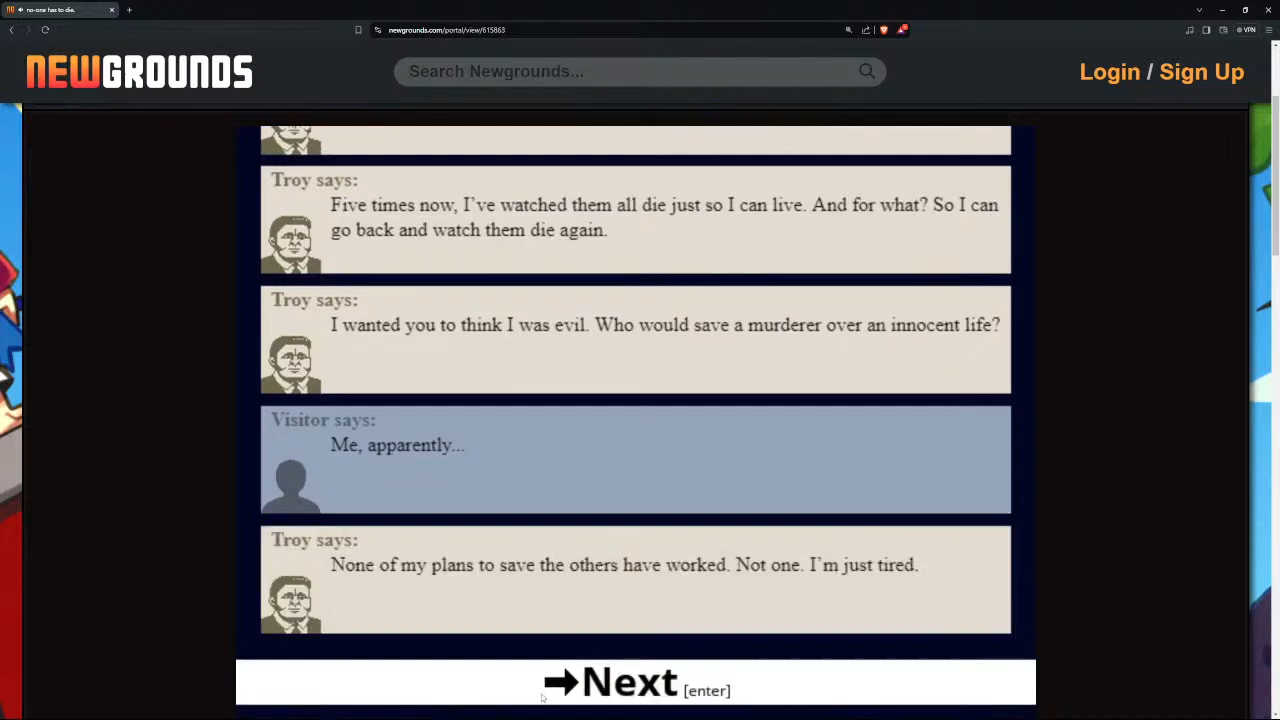 no-one has to die.
newgrounds.com/portal/view/615863
VPN
NEWGROUNDS
Search Newgrounds...
Login / Sign Up
Troy says:
Five times now, I've watched them all die just so I can live. And for what? So I can
go back and watch them die again.
Troy says:
I wanted you to think I was evil. Who would save a murderer over an innocent life?
Visitor says:
Me, apparently...
Troy says:
None of my plans to save the others have worked. Not one. I'm just tired.
➡Next [enter]